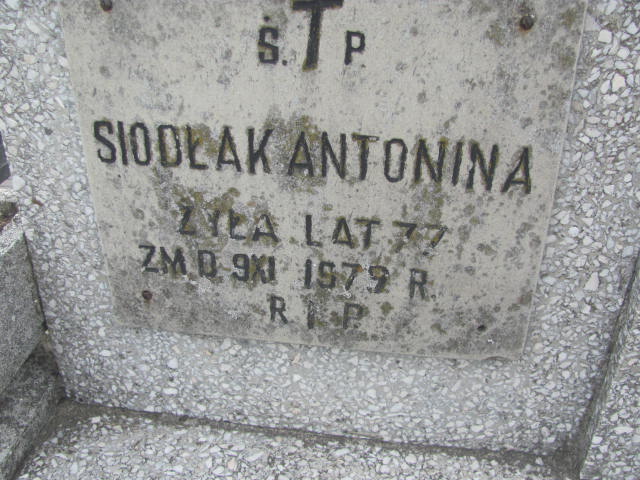 Ś. P.
SIODŁAK ANTONINA
ŻYŁA LAT 77
ZM. D. 9 XI 1979 R.
R I P